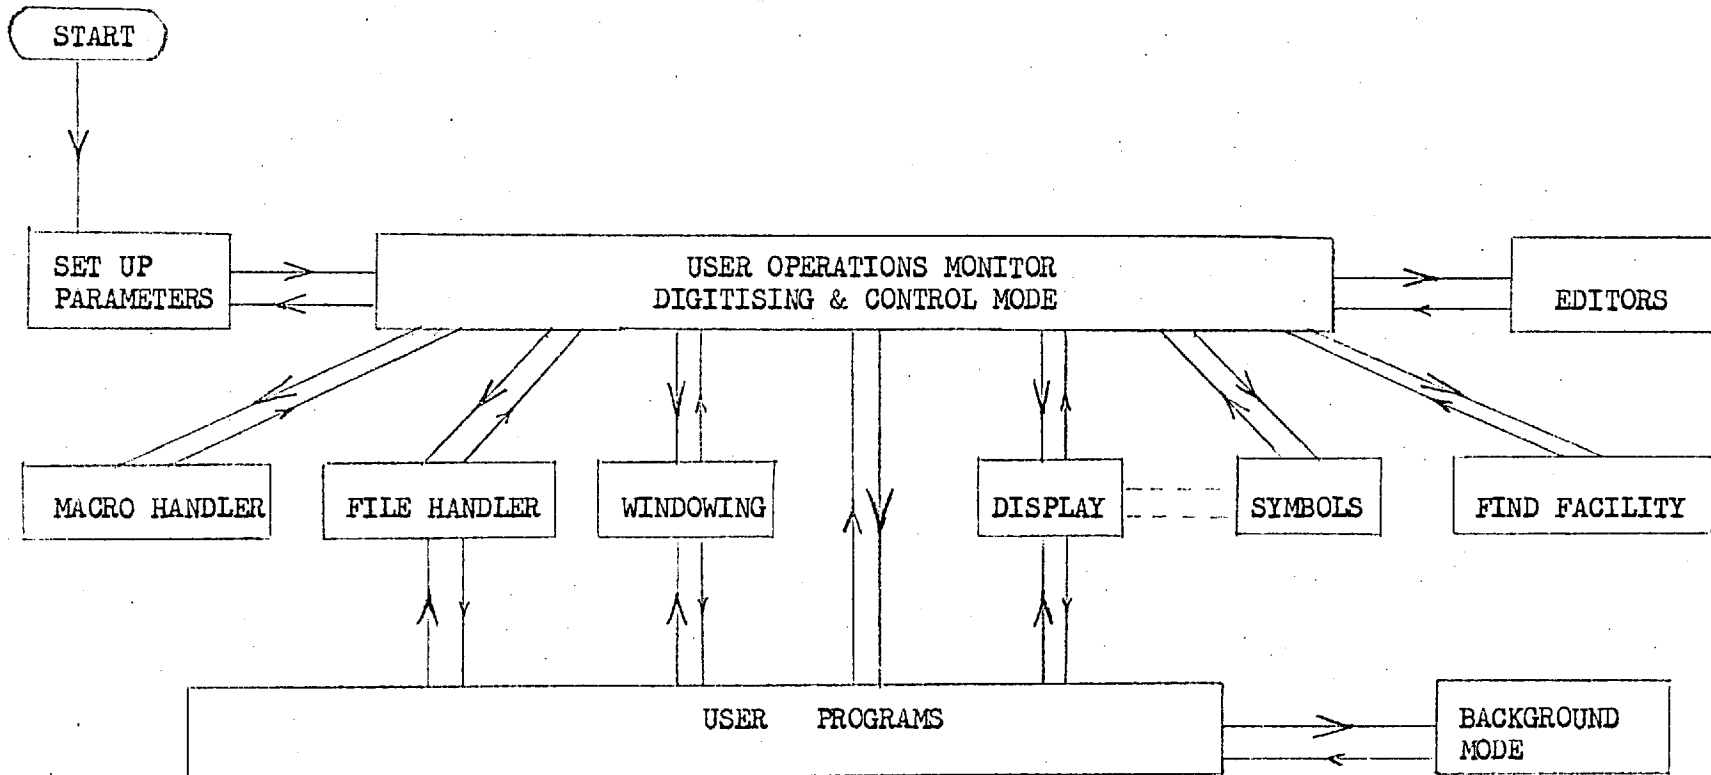 START
SET UP
PARAMETERS
USER OPERATIONS MONITOR
DIGITISING & CONTROL MODE
EDITORS
MACRO HANDLER
FILE HANDLER
WINDOWING
DISPLAY
SYMBOLS
FIND FACILITY
USER PROGRAMS
BACKGROUND
MODE